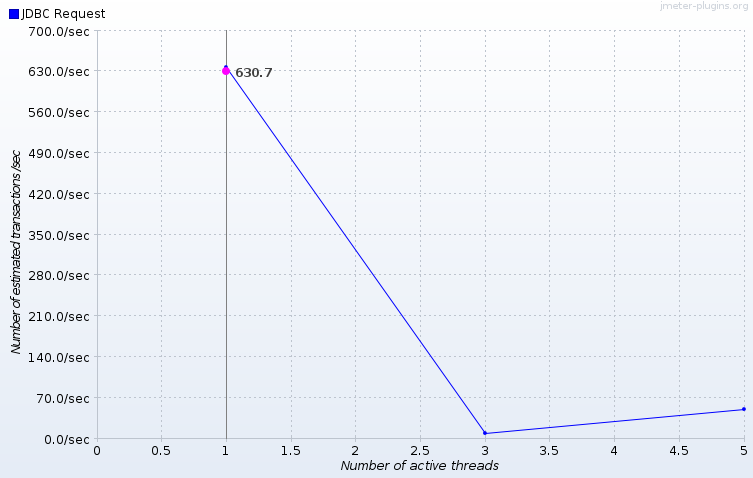 jmeter-plugins.org
JDBC Request
700.0/sec
630.0/sec
630.7
560.0/sec
490.0/sec
420.0/sec
350.0/sec
280.0/sec
210.0/sec
140.0/sec
70.0/sec
0.0/sec
Number of estimated transactions /sec
0 0.5 1 1.5 2 2.5 3 3.5 4 4.5 5
Number of active threads